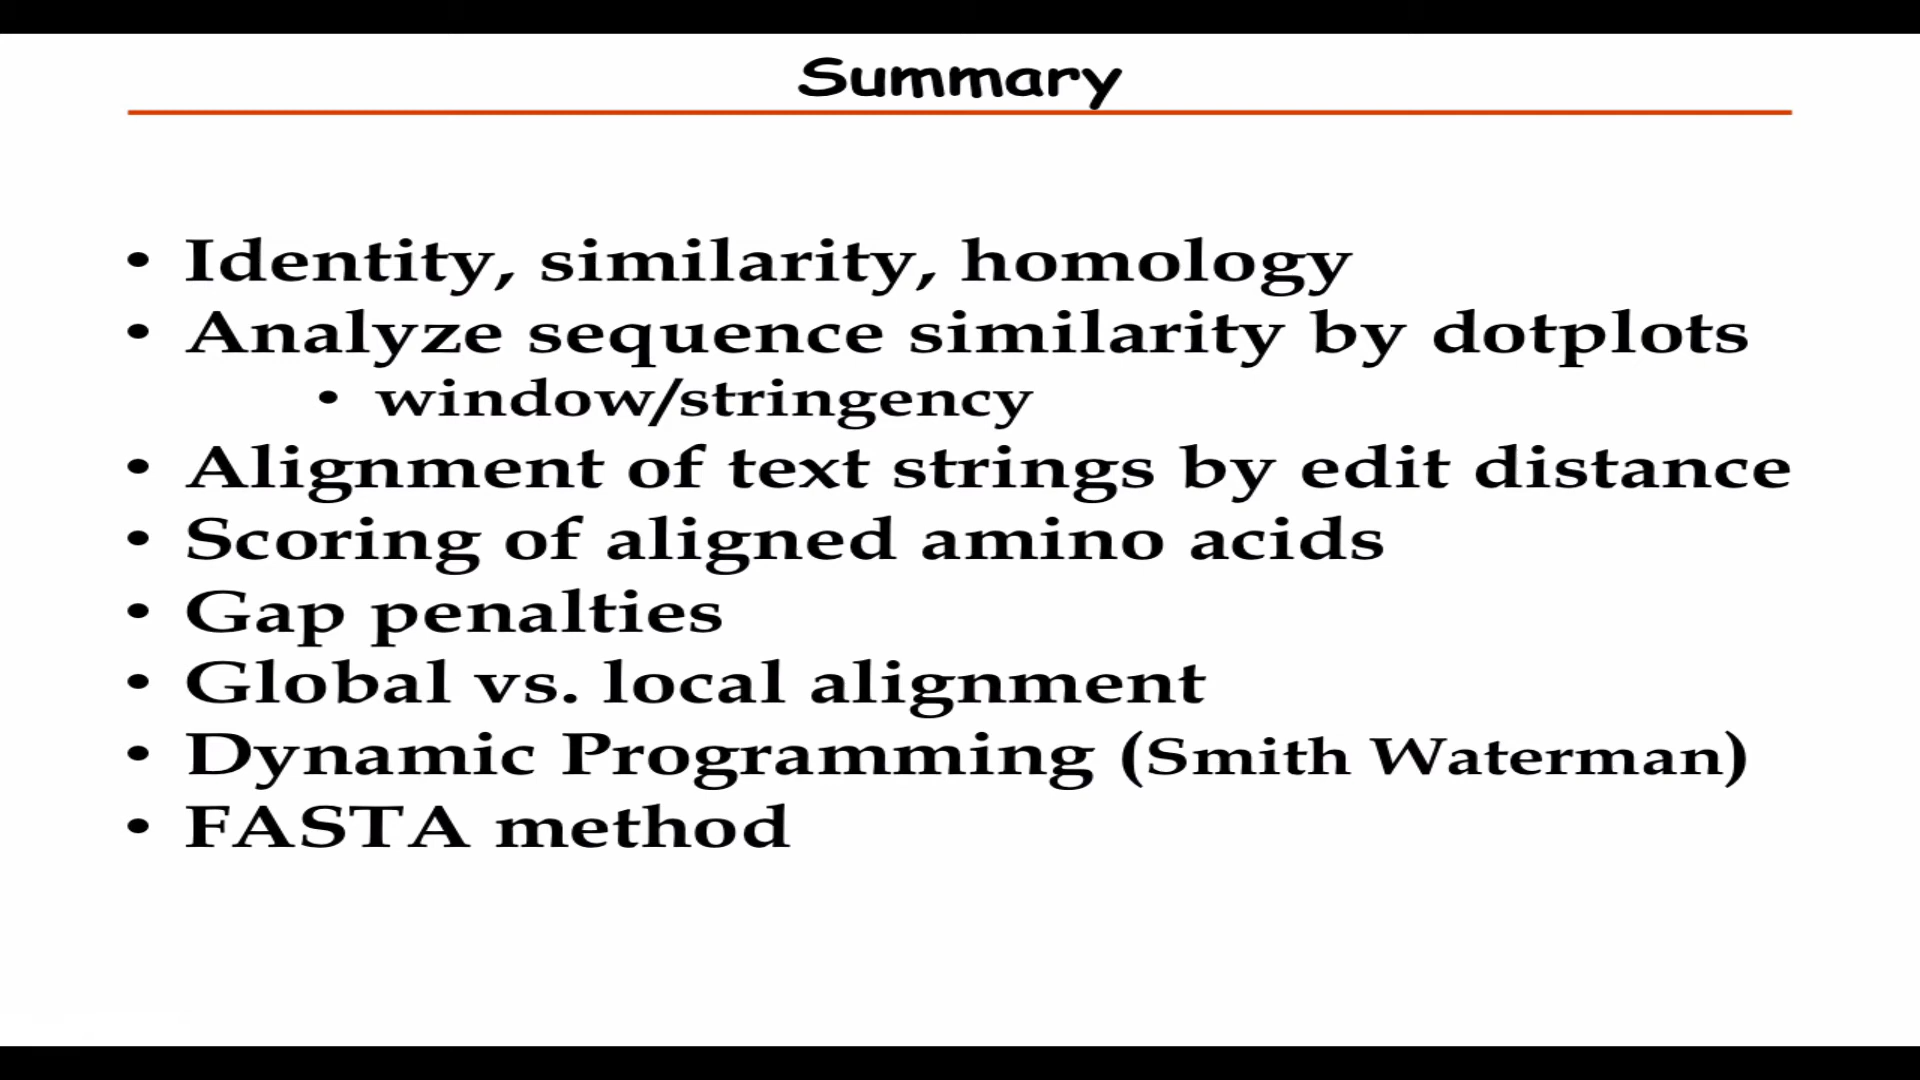 Summary
• Identity, similarity, homology
• Analyze sequence similarity by dotplots
• window/stringency
• Alignment of text strings by edit distance
• Scoring of aligned amino acids
• Gap penalties
• Global vs. local alignment
• Dynamic Programming (Smith Waterman)
• FASTA method